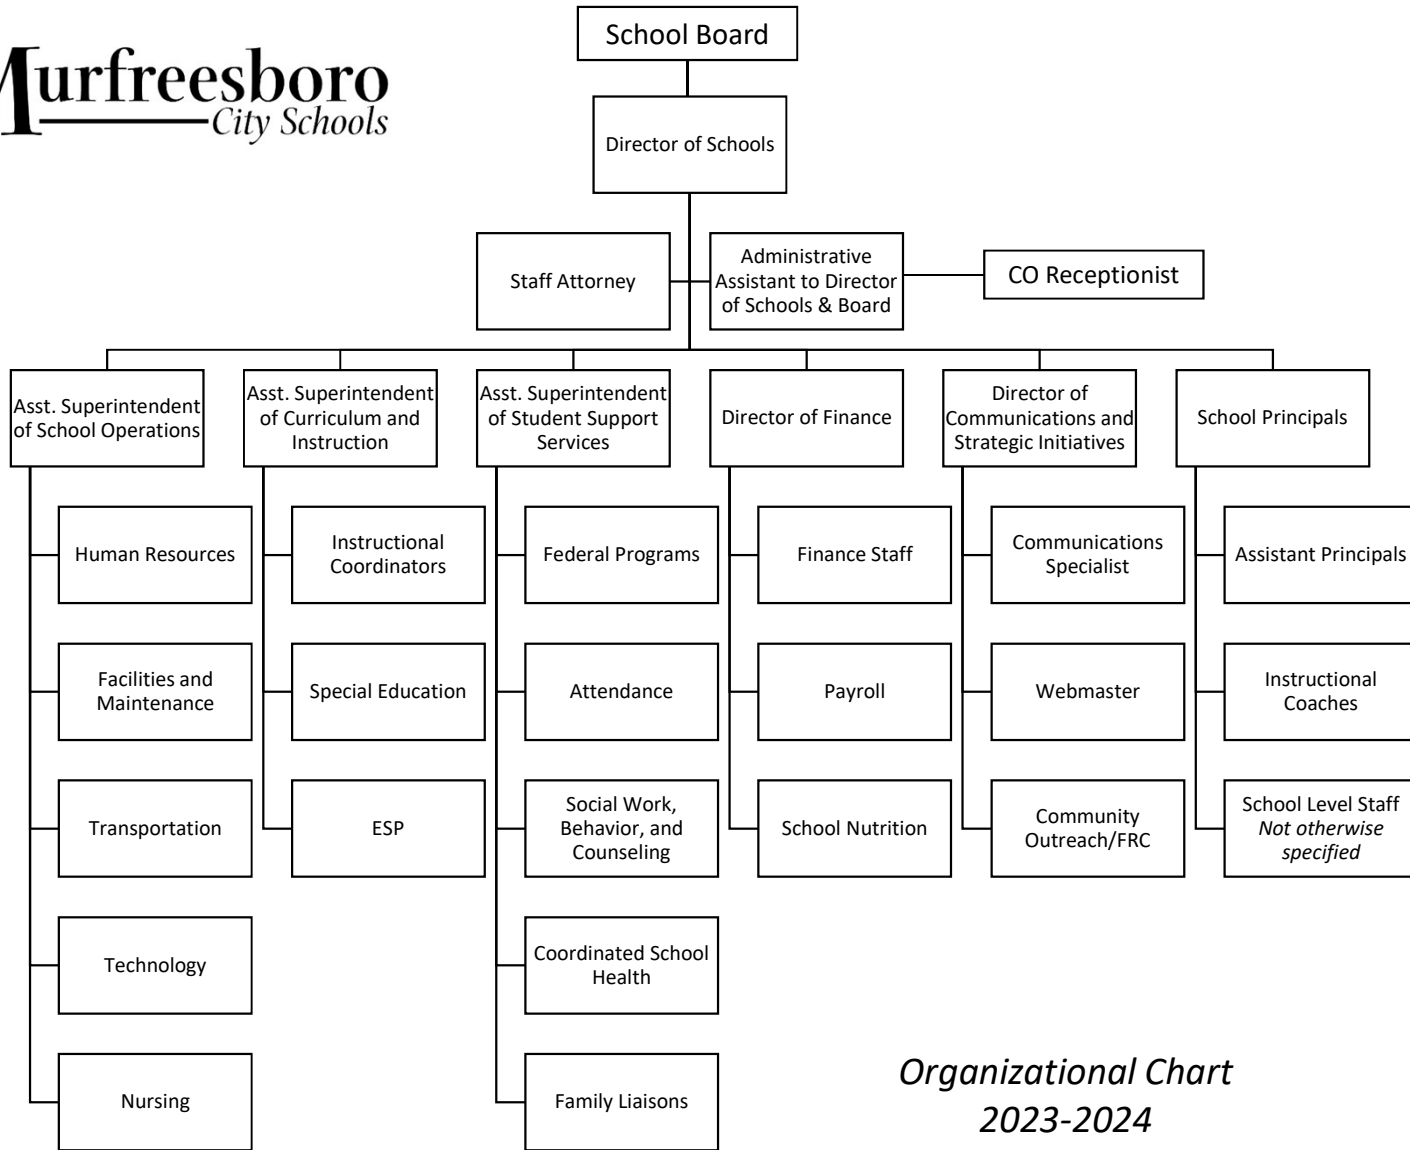 School Board
Murfreesboro
City Schools
Director of Schools
Staff Attorney
Administrative
Assistant to Director
of Schools & Board
CO Receptionist
Asst. Superintendent
of School Operations
Asst. Superintendent
of Curriculum and
Instruction
Asst. Superintendent
of Student Support
Services
Director of Finance
Director of
Communications and
Strategic Initiatives
School Principals
Human Resources
Instructional
Coordinators
Federal Programs
Finance Staff
Communications
Specialist
Assistant Principals
Facilities and
Maintenance
Special Education
Attendance
Payroll
Webmaster
Instructional
Coaches
Transportation
ESP
Social Work,
Behavior, and
Counseling
School Nutrition
Community
Outreach/FRC
School Level Staff
Not otherwise
specified
Technology
Coordinated School
Health
Nursing
Family Liaisons
Organizational Chart
2023-2024